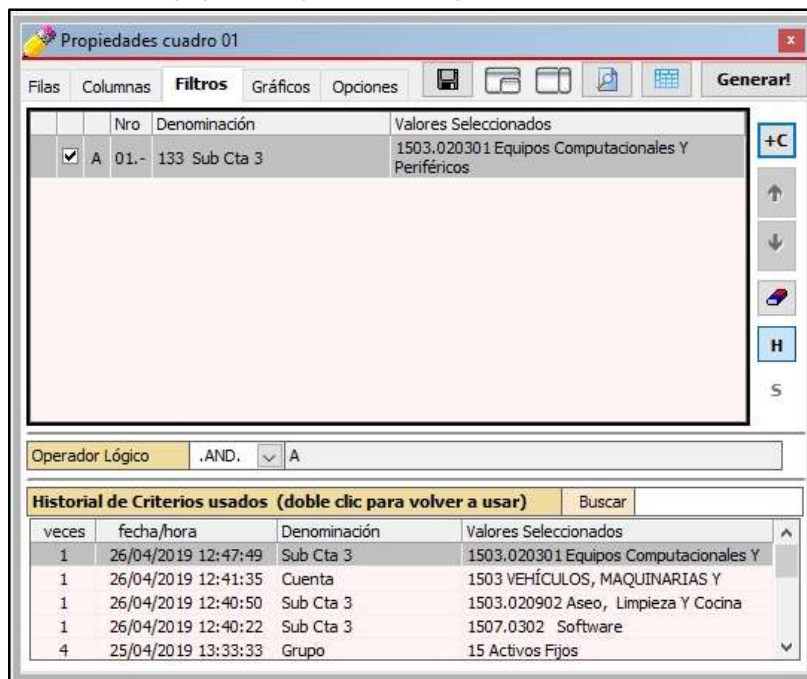 Propiedades cuadro 01
Filas Columnas Filtros Gráficos Opciones Generar!
Nro Denominación Valores Seleccionados
A 01.- 133 Sub Cta 3 1503.020301 Equipos Computacionales Y
Periféricos
+C
H
S
Operador Lógico .AND. A
Historial de Criterios usados (doble clic para volver a usar) Buscar
veces fecha/hora Denominación Valores Seleccionados
1 26/04/2019 12:47:49 Sub Cta 3 1503.020301 Equipos Computacionales Y
1 26/04/2019 12:41:35 Cuenta 1503 VEHÍCULOS, MAQUINARIAS Y
1 26/04/2019 12:40:50 Sub Cta 3 1503.020902 Aseo, Limpieza Y Cocina
1 26/04/2019 12:40:22 Sub Cta 3 1507.0302 Software
4 25/04/2019 13:33:33 Grupo 15 Activos Fijos